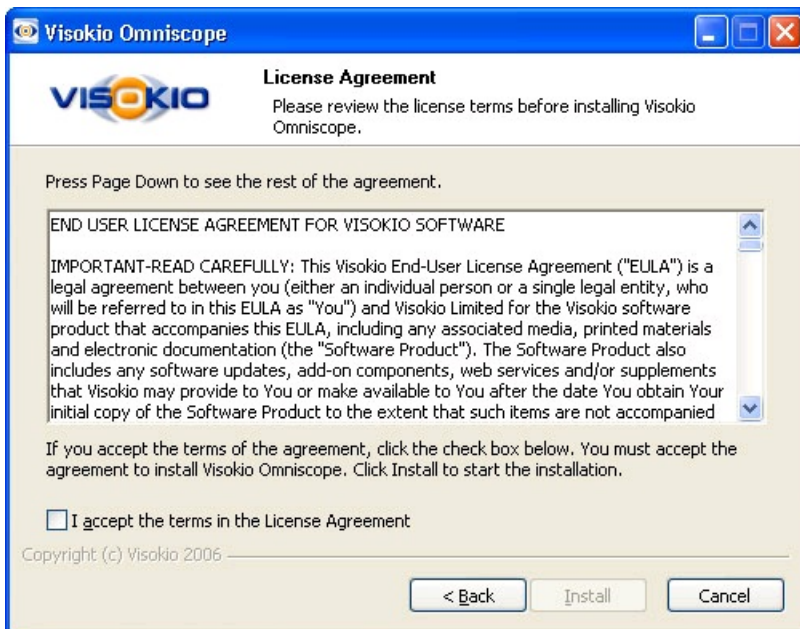 Visokio Omniscope
VISOKIO
License Agreement
Please review the license terms before installing Visokio
Omniscope.
Press Page Down to see the rest of the agreement.
END USER LICENSE AGREEMENT FOR VISOKIO SOFTWARE
IMPORTANT-READ CAREFULLY: This Visokio End-User License Agreement ("EULA") is a
legal agreement between you (either an individual person or a single legal entity, who
will be referred to in this EULA as "You") and Visokio Limited for the Visokio software
product that accompanies this EULA, including any associated media, printed materials
and electronic documentation (the "Software Product"). The Software Product also
includes any software updates, add-on components, web services and/or supplements
that Visokio may provide to You or make available to You after the date You obtain Your
initial copy of the Software Product to the extent that such items are not accompanied
If you accept the terms of the agreement, click the check box below. You must accept the
agreement to install Visokio Omniscope. Click Install to start the installation.
I accept the terms in the License Agreement
Copyright (c) Visokio 2006
< Back
Install
Cancel